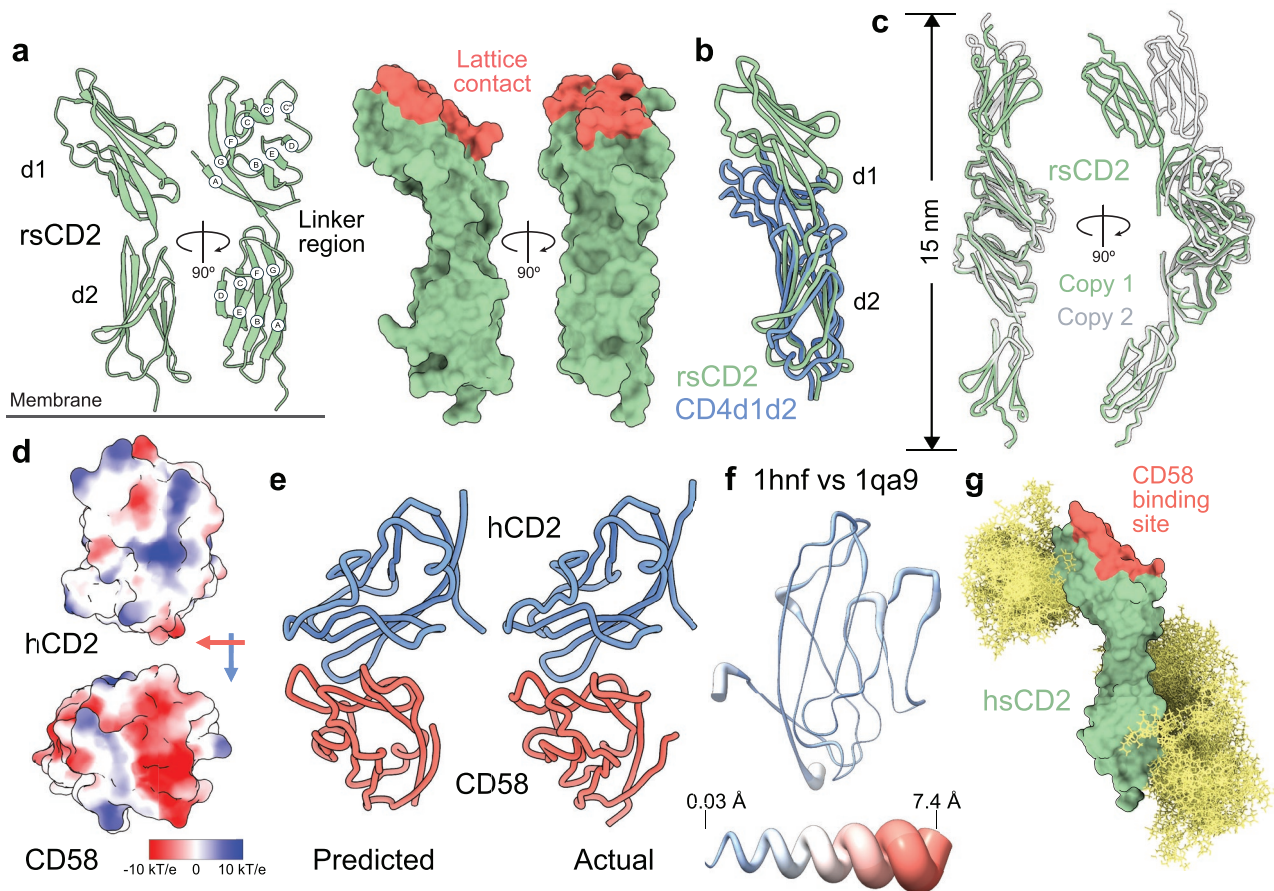 a
Lattice
contact
b
c
d1
rsCD2
d2
Linker
region
90º
C'
C''
C
F
D
E
B
G
A
F
G
C
D
E
B
A
Membrane
90º
d1
d2
rsCD2
CD4d1d2
15 nm
rsCD2
90º
Copy 1
Copy 2
d
hCD2
CD58
-10 kT/e
0
10 kT/e
e
hCD2
CD58
Predicted
Actual
f
1hnf vs 1qa9
0.03 Å
7.4 Å
g
CD58
binding
site
hsCD2